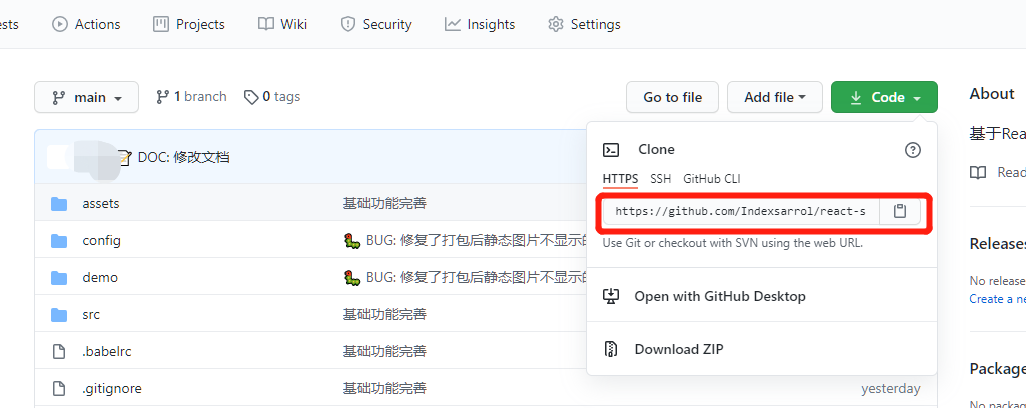 Actions Projects Wiki Security Insights Settings
main 1 branch 0 tags Go to file Add file Code
About
DOC: 修改文档
Clone
HTTPS SSH GitHub CLI
https://github.com/Indexsarrol/react-s
Use Git or checkout with SVN using the web URL.
Open with GitHub Desktop
Download ZIP
assets 基础功能完善
config BUG: 修复了打包后静态图片不显示的
demo BUG: 修复了打包后静态图片不显示的
src 基础功能完善
.babelrc 基础功能完善
.gitignore 基础功能完善 yesterday
基于Rea
Read
Releases
No release
Create a ne
Package
No packag